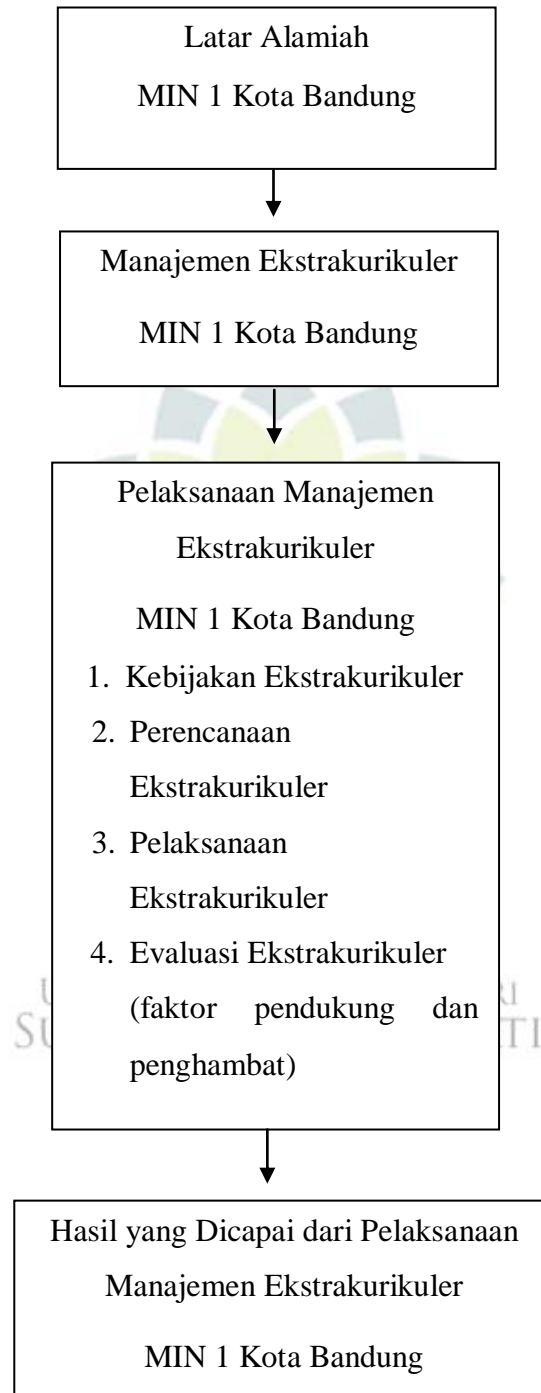 Latar Alamiah
MIN 1 Kota Bandung
Manajemen Ekstrakurikuler
MIN 1 Kota Bandung
Pelaksanaan Manajemen
Ekstrakurikuler
MIN 1 Kota Bandung
1. Kebijakan Ekstrakurikuler
2. Perencanaan
Ekstrakurikuler
3. Pelaksanaan
Ekstrakurikuler
4. Evaluasi Ekstrakurikuler
(faktor pendukung dan
penghambat)
Hasil yang Dicapai dari Pelaksanaan
Manajemen Ekstrakurikuler
MIN 1 Kota Bandung